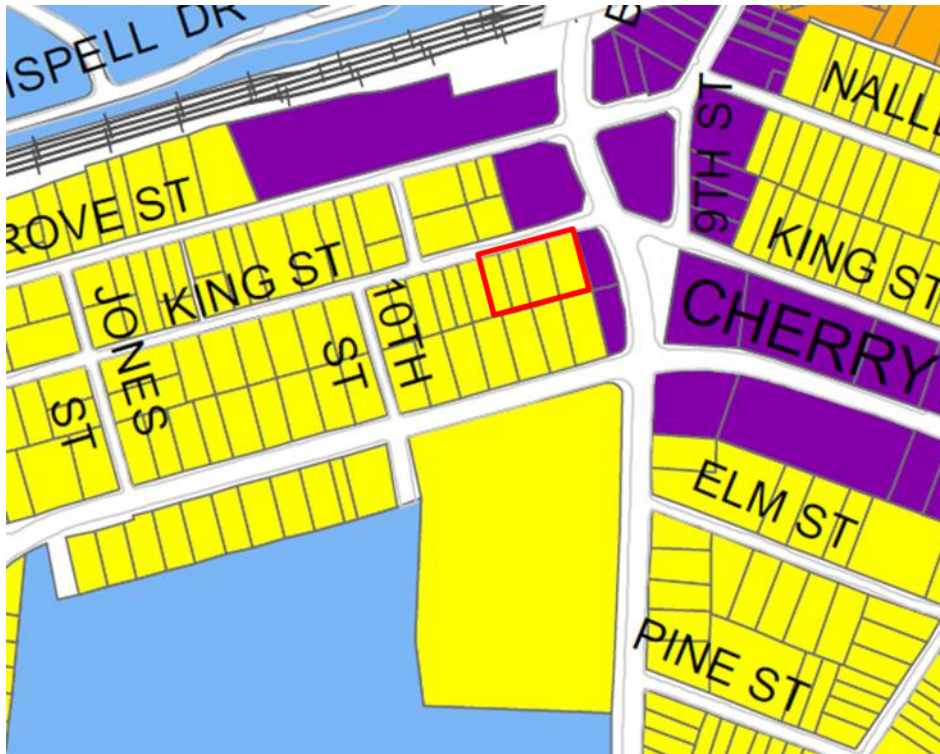 ISPELL DR
NALLE
9TH ST
ROVE ST
KING ST
KING ST
JONES
ST
10TH
ST
CHERRY
ELM ST
PINE ST